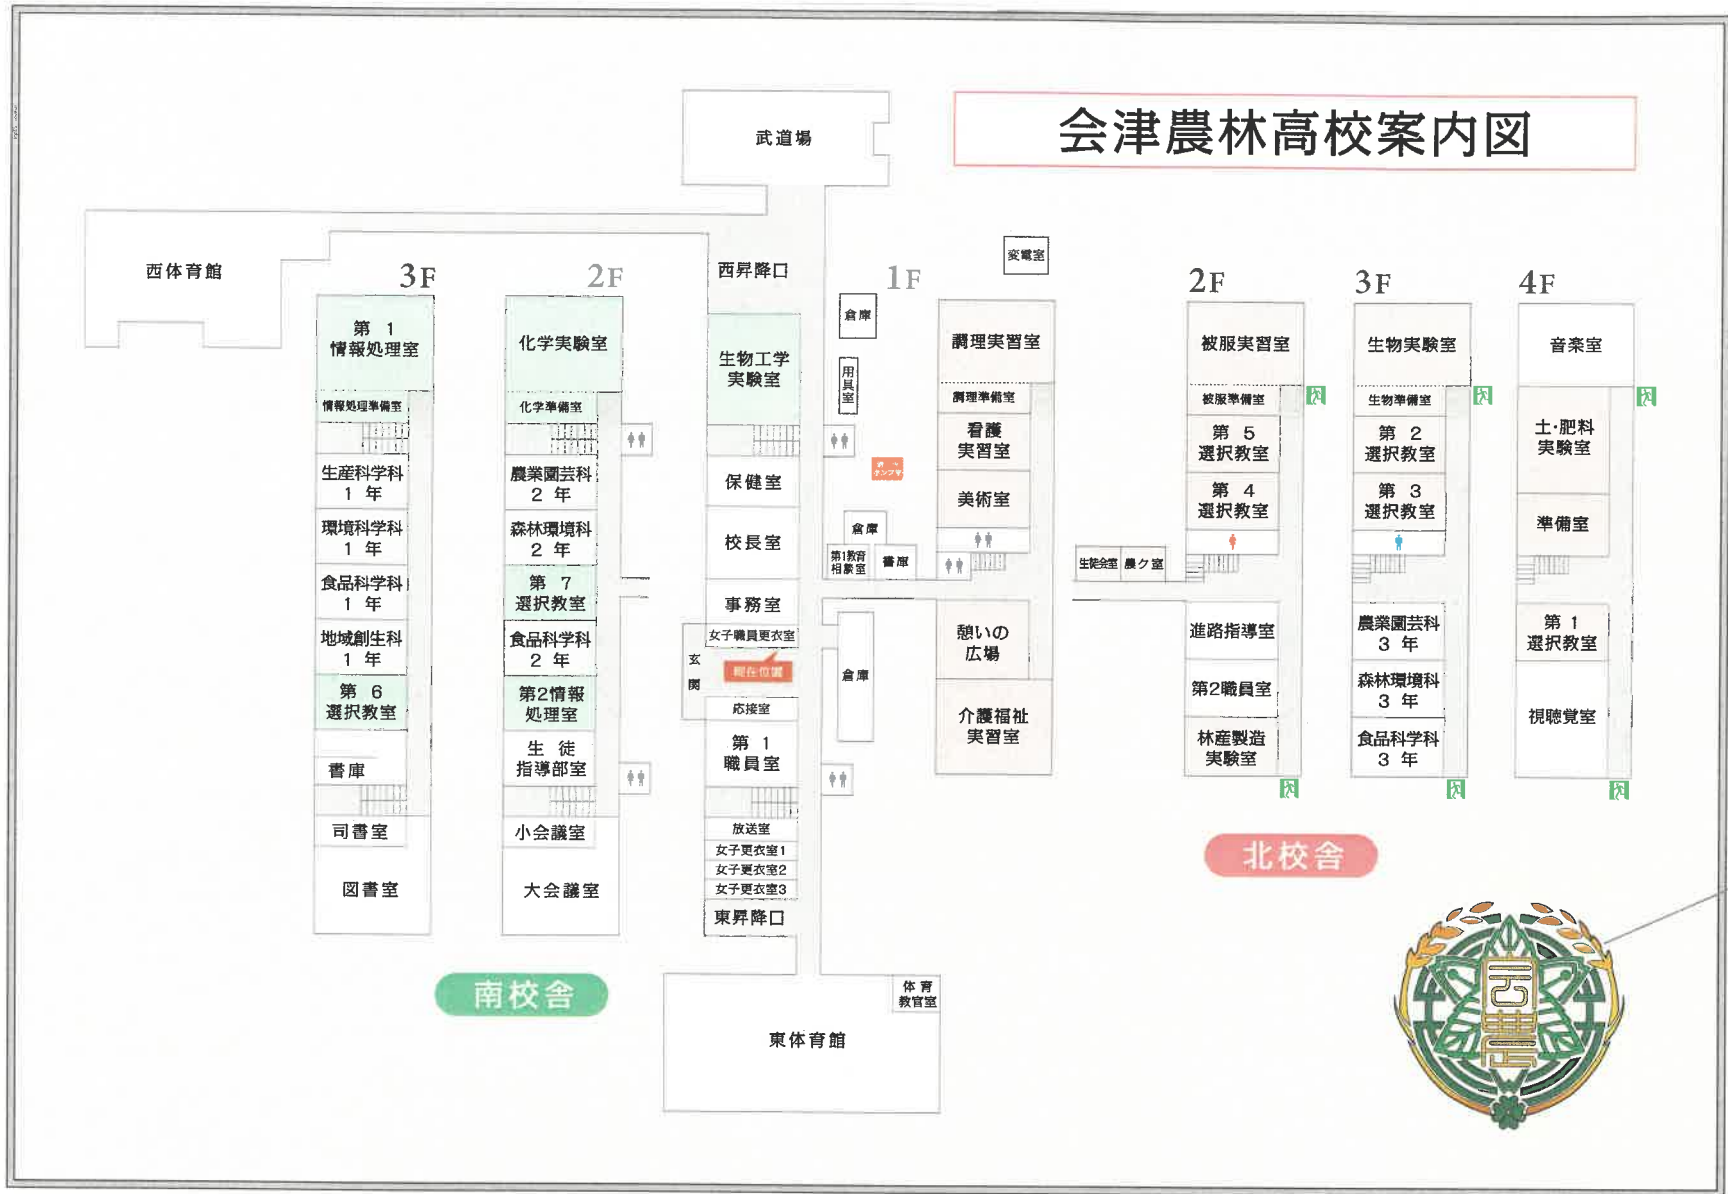 会津農林高校案内図
武道場
西体育館
西昇降口
変電室
3F
2F
1F
2F
3F
4F
第 1
情報処理室
情報処理準備室
生産科学科
1 年
環境科学科
1 年
食品科学科
1 年
地域創生科
1 年
第 6
選択教室
書庫
司書室
図書室
化学実験室
化学準備室
農業園芸科
2 年
森林環境科
2 年
第 7
選択教室
食品科学科
2 年
第2情報
処理室
生 徒
指導部室
小会議室
大会議室
生物工学
実験室
保健室
校長室
事務室
女子職員更衣室
玄
関
現在位置
応接室
第 1
職員室
放送室
女子更衣室1
女子更衣室2
女子更衣室3
東昇降口
倉庫
用具室
倉庫
第1教育
相談室
書庫
倉庫
調理実習室
調理準備室
看護
実習室
美術室
憩いの
広場
介護福祉
実習室
生徒会室
農ク室
被服実習室
被服準備室
第 5
選択教室
第 4
選択教室
進路指導室
第2職員室
林産製造
実験室
生物実験室
生物準備室
第 2
選択教室
第 3
選択教室
農業園芸科
3 年
森林環境科
3 年
食品科学科
3 年
音楽室
土・肥料
実験室
準備室
第 1
選択教室
視聴覚室
北校舎
南校舎
体育
教官室
東体育館